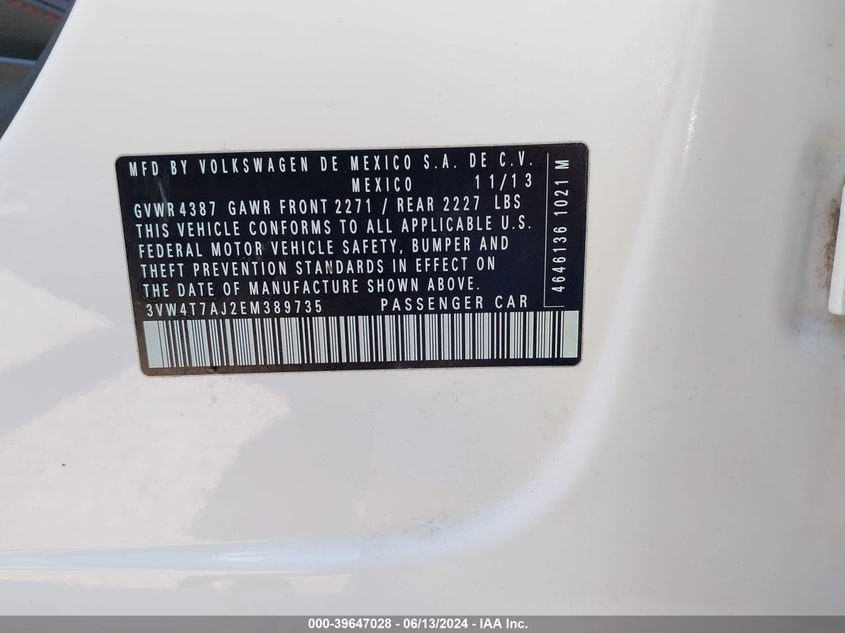 MFD BY VOLKSWAGEN DE MEXICO S.A. DE C.V.
MEXICO 11/13
GVWR 4387 GAWR FRONT 2271 / REAR 2227 LBS
THIS VEHICLE CONFORMS TO ALL APPLICABLE U.S.
FEDERAL MOTOR VEHICLE SAFETY, BUMPER AND
THEFT PREVENTION STANDARDS IN EFFECT ON
THE DATE OF MANUFACTURE SHOWN ABOVE.
3VW4T7AJ2EM389735 PASSENGER CAR
4646136 1021 M
000-39647028 - 06/13/2024 - IAA Inc.